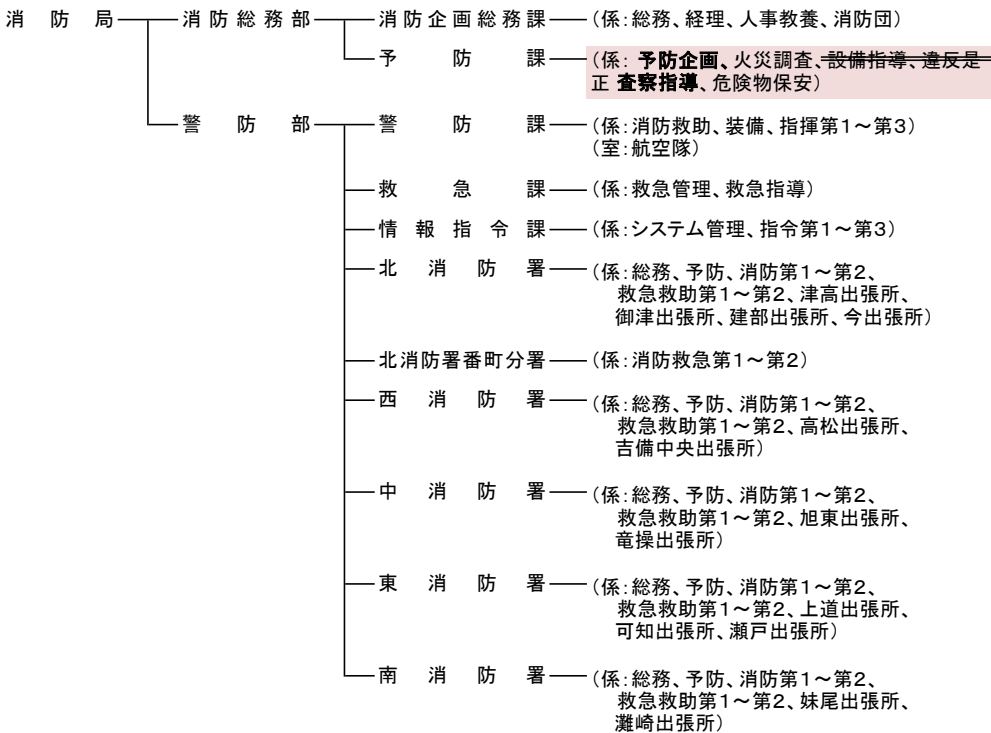 消防局 消防総務部 消防企画総務課 (係:総務、経理、人事教養、消防団)
予防課 (係: 予防企画、火災調査、設備指導、違反是
正 査察指導、危険物保安)
警防部 警防課 (係:消防救助、装備、指揮第1～第3)
(室:航空隊)
救急課 (係:救急管理、救急指導)
情報指令課 (係:システム管理、指令第1～第3)
北消防署 (係:総務、予防、消防第1～第2、
救急救助第1～第2、津高出張所、
御津出張所、建部出張所、今出張所)
北消防署番町分署 (係:消防救急第1～第2)
西消防署 (係:総務、予防、消防第1～第2、
救急救助第1～第2、高松出張所、
吉備中央出張所)
中消防署 (係:総務、予防、消防第1～第2、
救急救助第1～第2、旭東出張所、
竜操出張所)
東消防署 (係:総務、予防、消防第1～第2、
救急救助第1～第2、上道出張所、
可知出張所、瀬戸出張所)
南消防署 (係:総務、予防、消防第1～第2、
救急救助第1～第2、妹尾出張所、
灘崎出張所)